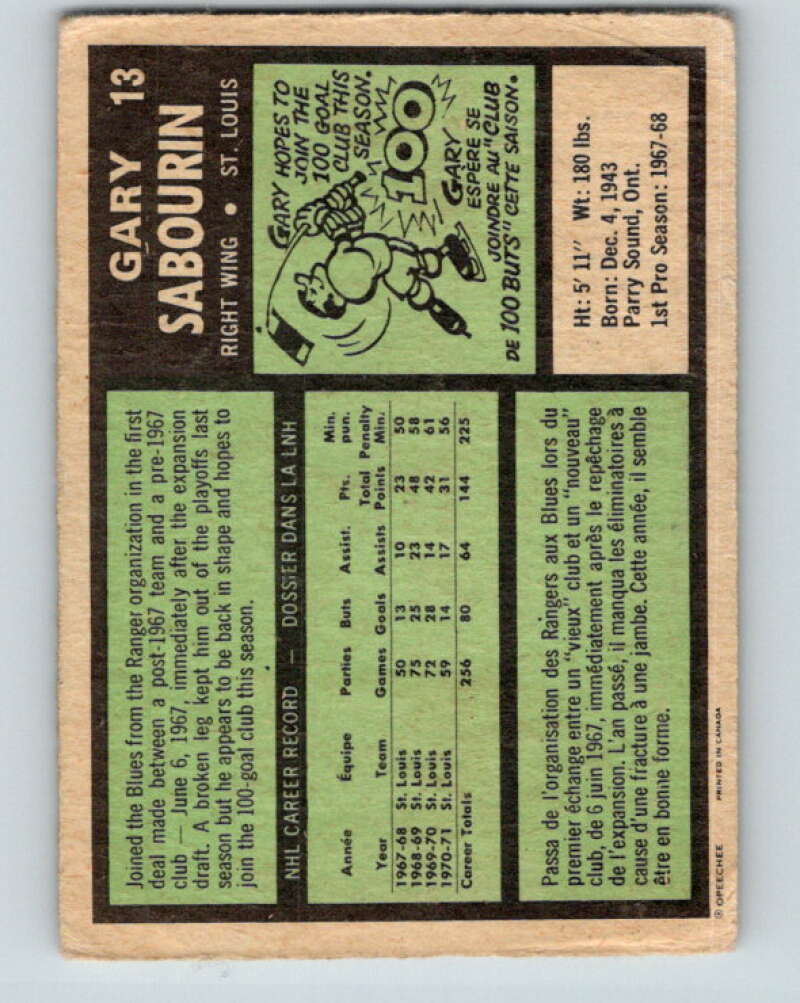 GARY 13
SABOURIN
RIGHT WING • ST. LOUIS
GARY HOPES TO
JOIN THE
100 GOAL
CLUB THIS
SEASON.
100
GARY
ESPÈRE SE
JOINDRE AU "CLUB
DE 100 BUTS" CETTE SAISON.
Ht: 5' 11" Wt: 180 lbs.
Born: Dec. 4, 1943
Parry Sound, Ont.
1st Pro Season: 1967-68
Joined the Blues from the Ranger organization in the first
deal made between a post-1967 team and a pre-1967
club — June 6, 1967, immediately after the expansion
draft. A broken leg kept him out of the playoffs last
season but he appears to be back in shape and hopes to
join the 100-goal club this season.
NHL CAREER RECORD — DOSSIER DANS LA LNH
Année Équipe Parties Buts Assist. Pts. Min. pun.
Year Team Games Goals Assists Total Points Penalty Min.
1967-68 St. Louis 50 13 10 23 50
1968-69 St. Louis 75 25 23 48 58
1969-70 St. Louis 72 28 14 42 61
1970-71 St. Louis 59 14 17 31 56
Career Totals 256 80 64 144 225
Passa de l'organisation des Rangers aux Blues lors du
premier échange entre un "vieux" club et un "nouveau"
club, de 6 juin 1967, immédiatement après le repêchage
de l'expansion. L'an passé, il manqua les éliminatoires à
cause d'une fracture à une jambe. Cette année, il semble
être en bonne forme.
® OPEECHEE PRINTED IN CANADA